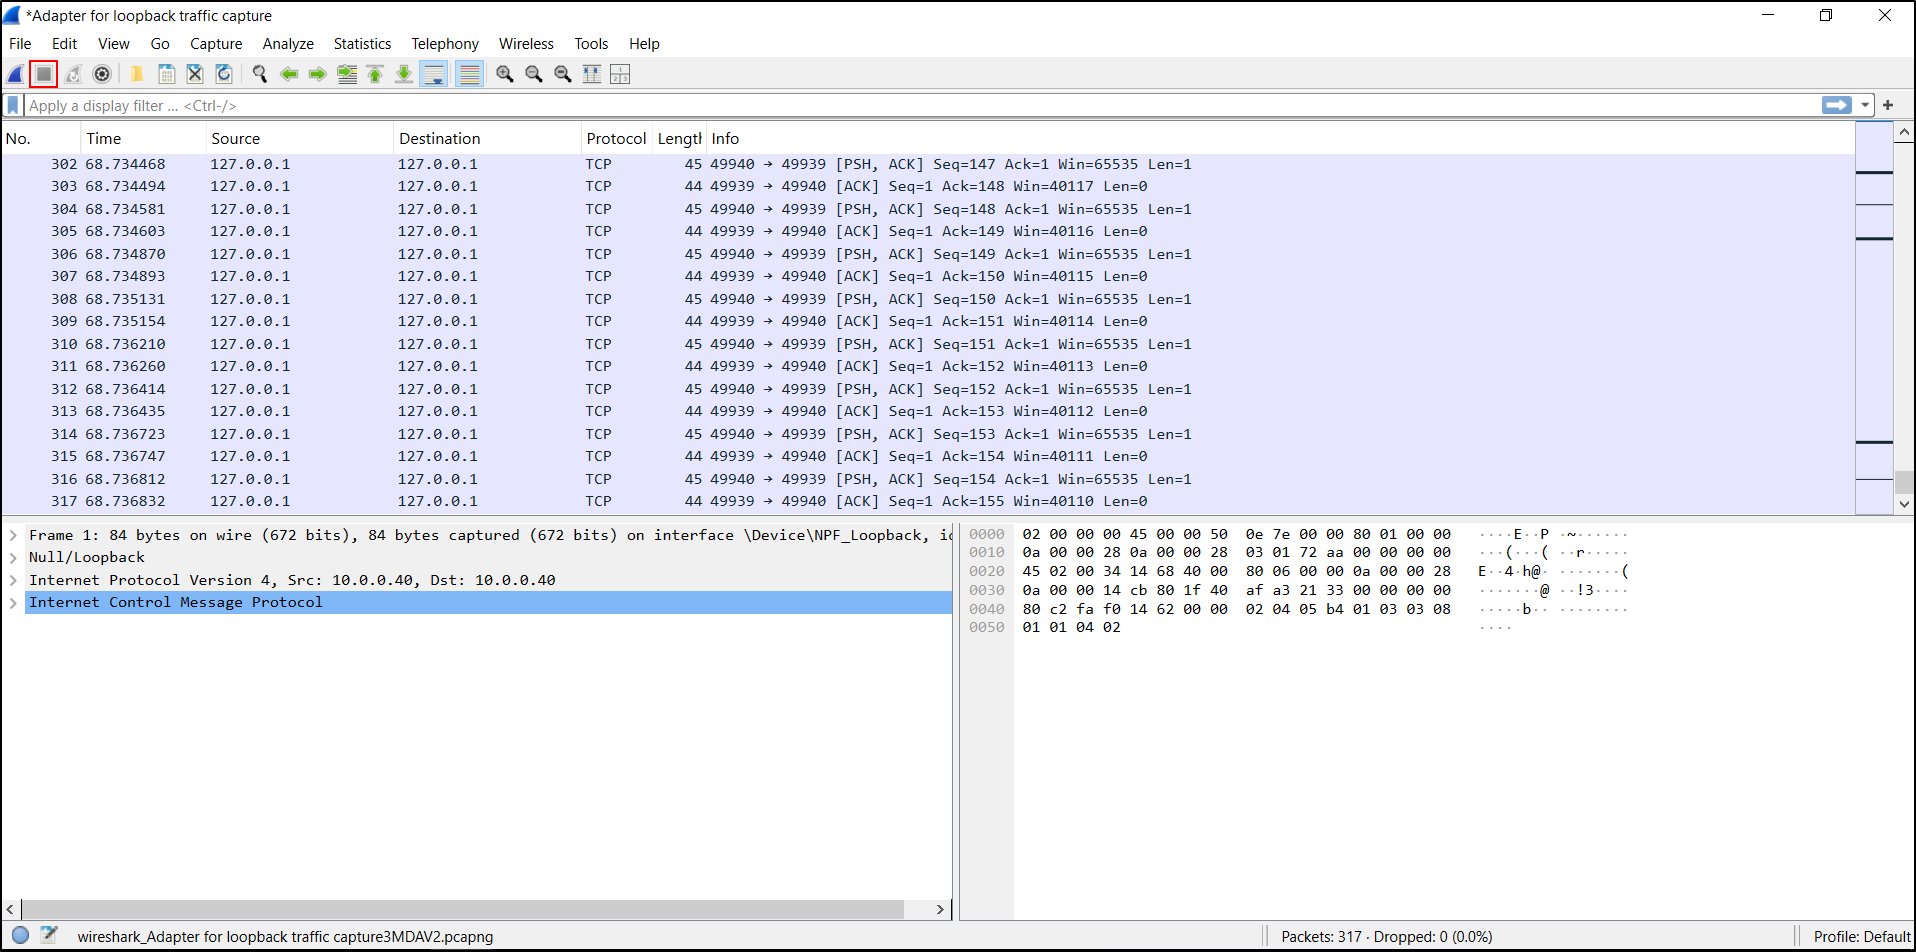 *Adapter for loopback traffic capture
File Edit View Go Capture Analyze Statistics Telephony Wireless Tools Help
Apply a display filter ... <Ctrl-/>
No. Time Source Destination Protocol Length Info
302 68.734468 127.0.0.1 127.0.0.1 TCP 45 49940 → 49939 [PSH, ACK] Seq=147 Ack=1 Win=65535 Len=1
303 68.734494 127.0.0.1 127.0.0.1 TCP 44 49939 → 49940 [ACK] Seq=1 Ack=148 Win=40117 Len=0
304 68.734581 127.0.0.1 127.0.0.1 TCP 45 49940 → 49939 [PSH, ACK] Seq=148 Ack=1 Win=65535 Len=1
305 68.734603 127.0.0.1 127.0.0.1 TCP 44 49939 → 49940 [ACK] Seq=1 Ack=149 Win=40116 Len=0
306 68.734870 127.0.0.1 127.0.0.1 TCP 45 49940 → 49939 [PSH, ACK] Seq=149 Ack=1 Win=65535 Len=1
307 68.734893 127.0.0.1 127.0.0.1 TCP 44 49939 → 49940 [ACK] Seq=1 Ack=150 Win=40115 Len=0
308 68.735131 127.0.0.1 127.0.0.1 TCP 45 49940 → 49939 [PSH, ACK] Seq=150 Ack=1 Win=65535 Len=1
309 68.735154 127.0.0.1 127.0.0.1 TCP 44 49939 → 49940 [ACK] Seq=1 Ack=151 Win=40114 Len=0
310 68.736210 127.0.0.1 127.0.0.1 TCP 45 49940 → 49939 [PSH, ACK] Seq=151 Ack=1 Win=65535 Len=1
311 68.736260 127.0.0.1 127.0.0.1 TCP 44 49939 → 49940 [ACK] Seq=1 Ack=152 Win=40113 Len=0
312 68.736414 127.0.0.1 127.0.0.1 TCP 45 49940 → 49939 [PSH, ACK] Seq=152 Ack=1 Win=65535 Len=1
313 68.736435 127.0.0.1 127.0.0.1 TCP 44 49939 → 49940 [ACK] Seq=1 Ack=153 Win=40112 Len=0
314 68.736723 127.0.0.1 127.0.0.1 TCP 45 49940 → 49939 [PSH, ACK] Seq=153 Ack=1 Win=65535 Len=1
315 68.736747 127.0.0.1 127.0.0.1 TCP 44 49939 → 49940 [ACK] Seq=1 Ack=154 Win=40111 Len=0
316 68.736812 127.0.0.1 127.0.0.1 TCP 45 49940 → 49939 [PSH, ACK] Seq=154 Ack=1 Win=65535 Len=1
317 68.736832 127.0.0.1 127.0.0.1 TCP 44 49939 → 49940 [ACK] Seq=1 Ack=155 Win=40110 Len=0
Frame 1: 84 bytes on wire (672 bits), 84 bytes captured (672 bits) on interface \Device\NPF_Loopback, ic
Null/Loopback
Internet Protocol Version 4, Src: 10.0.0.40, Dst: 10.0.0.40
Internet Control Message Protocol
0000 02 00 00 00 45 00 00 50 0e 7e 00 00 80 01 00 00 ····E··P ·~······
0010 0a 00 00 28 0a 00 00 28 03 01 72 aa 00 00 00 00 ···(···( ··r·····
0020 45 02 00 34 14 68 40 00 80 06 00 00 0a 00 00 28 E··4·h@· ·······(
0030 0a 00 00 14 cb 80 1f 40 af a3 21 33 00 00 00 00 ·······@ ··!3····
0040 80 c2 fa f0 14 62 00 00 02 04 05 b4 01 03 03 08 ·····b·· ········
0050 01 01 04 02 ····
wireshark_Adapter for loopback traffic capture3MDAV2.pcapng
Packets: 317 · Dropped: 0 (0.0%)
Profile: Default